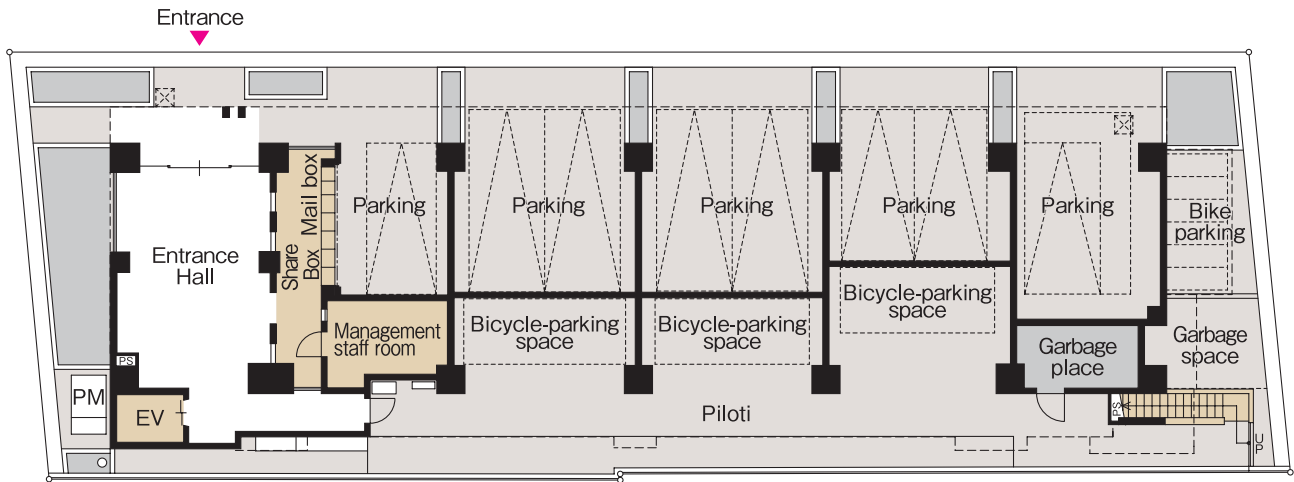 Entrance
Mail box
Share
Box
Parking
Parking
Parking
Parking
Parking
Bike
parking
Entrance
Hall
Bicycle-parking
space
Management
staff room
Bicycle-parking
space
Bicycle-parking
space
Garbage
place
Garbage
space
PS
PM
EV
Piloti
PS
UP